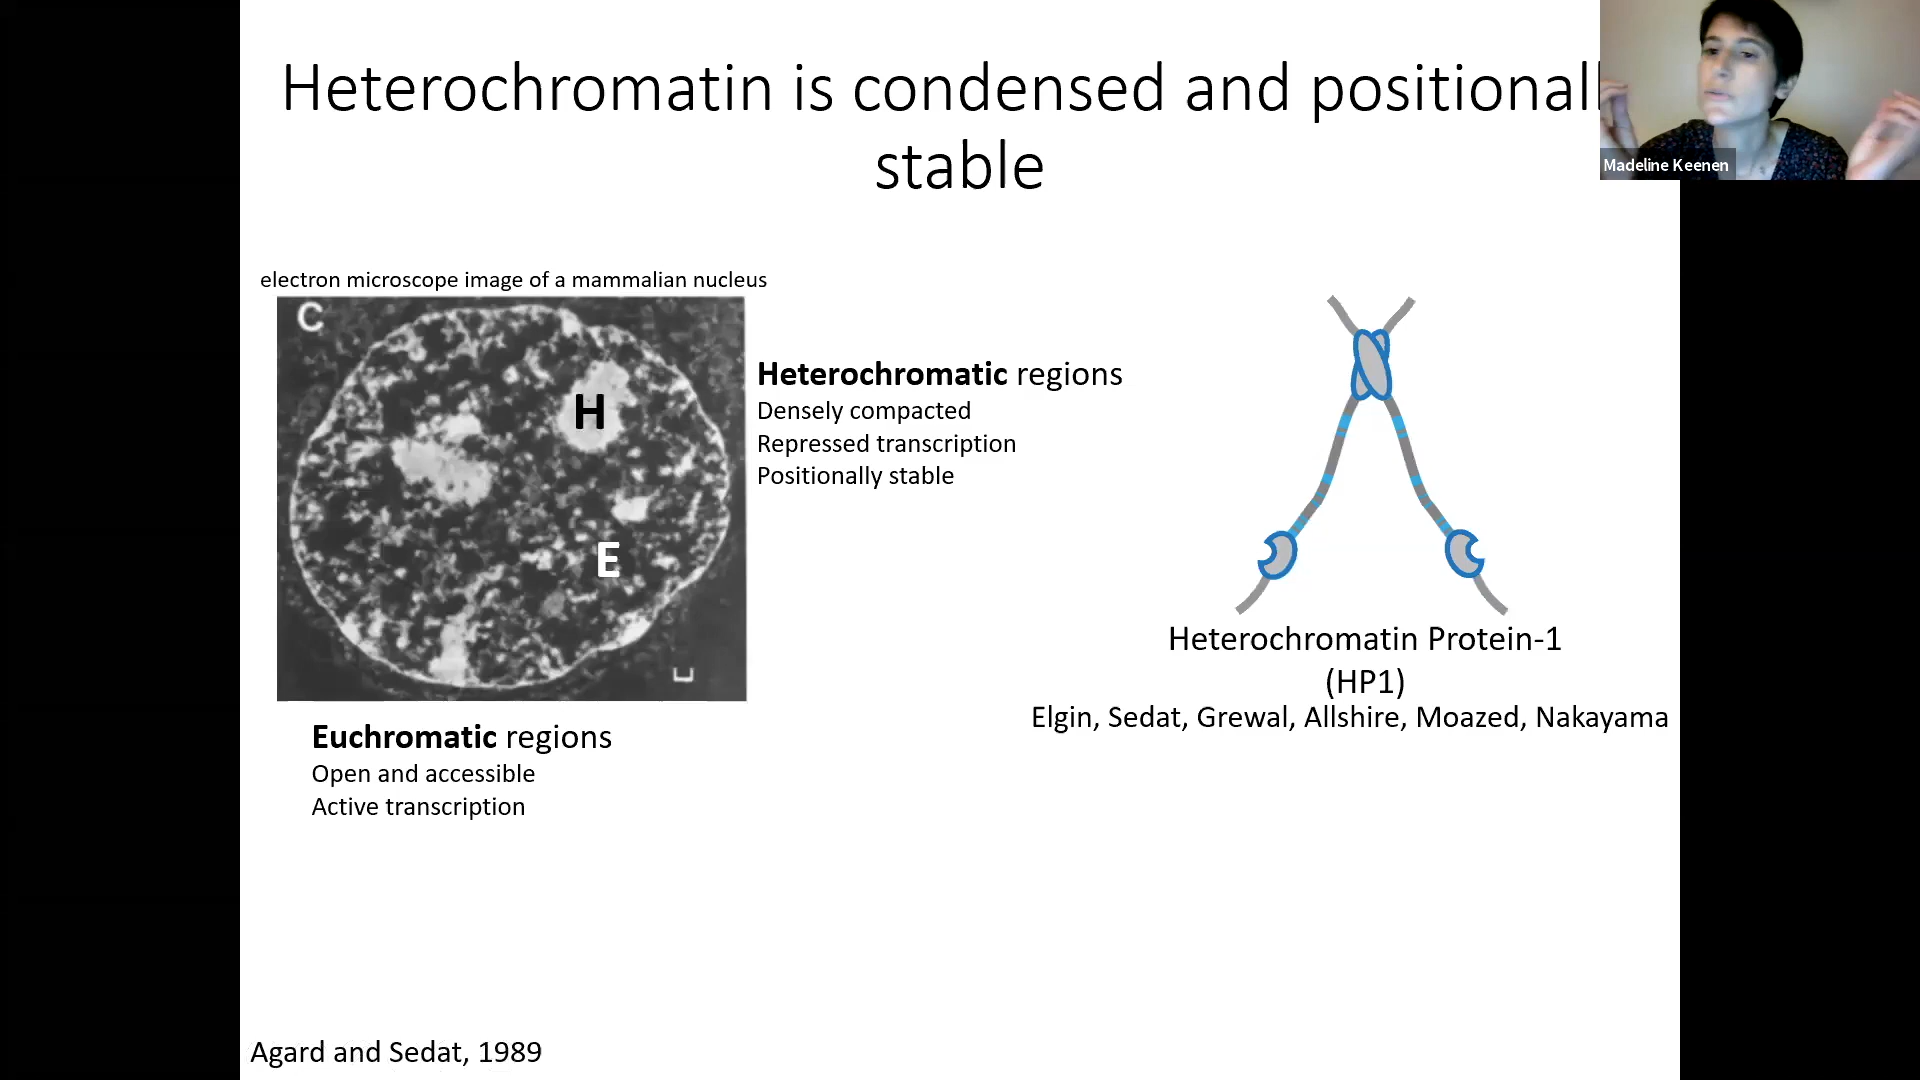 Heterochromatin is condensed and positionall
stable
Madeline Keenen
electron microscope image of a mammalian nucleus
C
H
E
Heterochromatic regions
Densely compacted
Repressed transcription
Positionally stable
Euchromatic regions
Open and accessible
Active transcription
Heterochromatin Protein-1
(HP1)
Elgin, Sedat, Grewal, Allshire, Moazed, Nakayama
Agard and Sedat, 1989